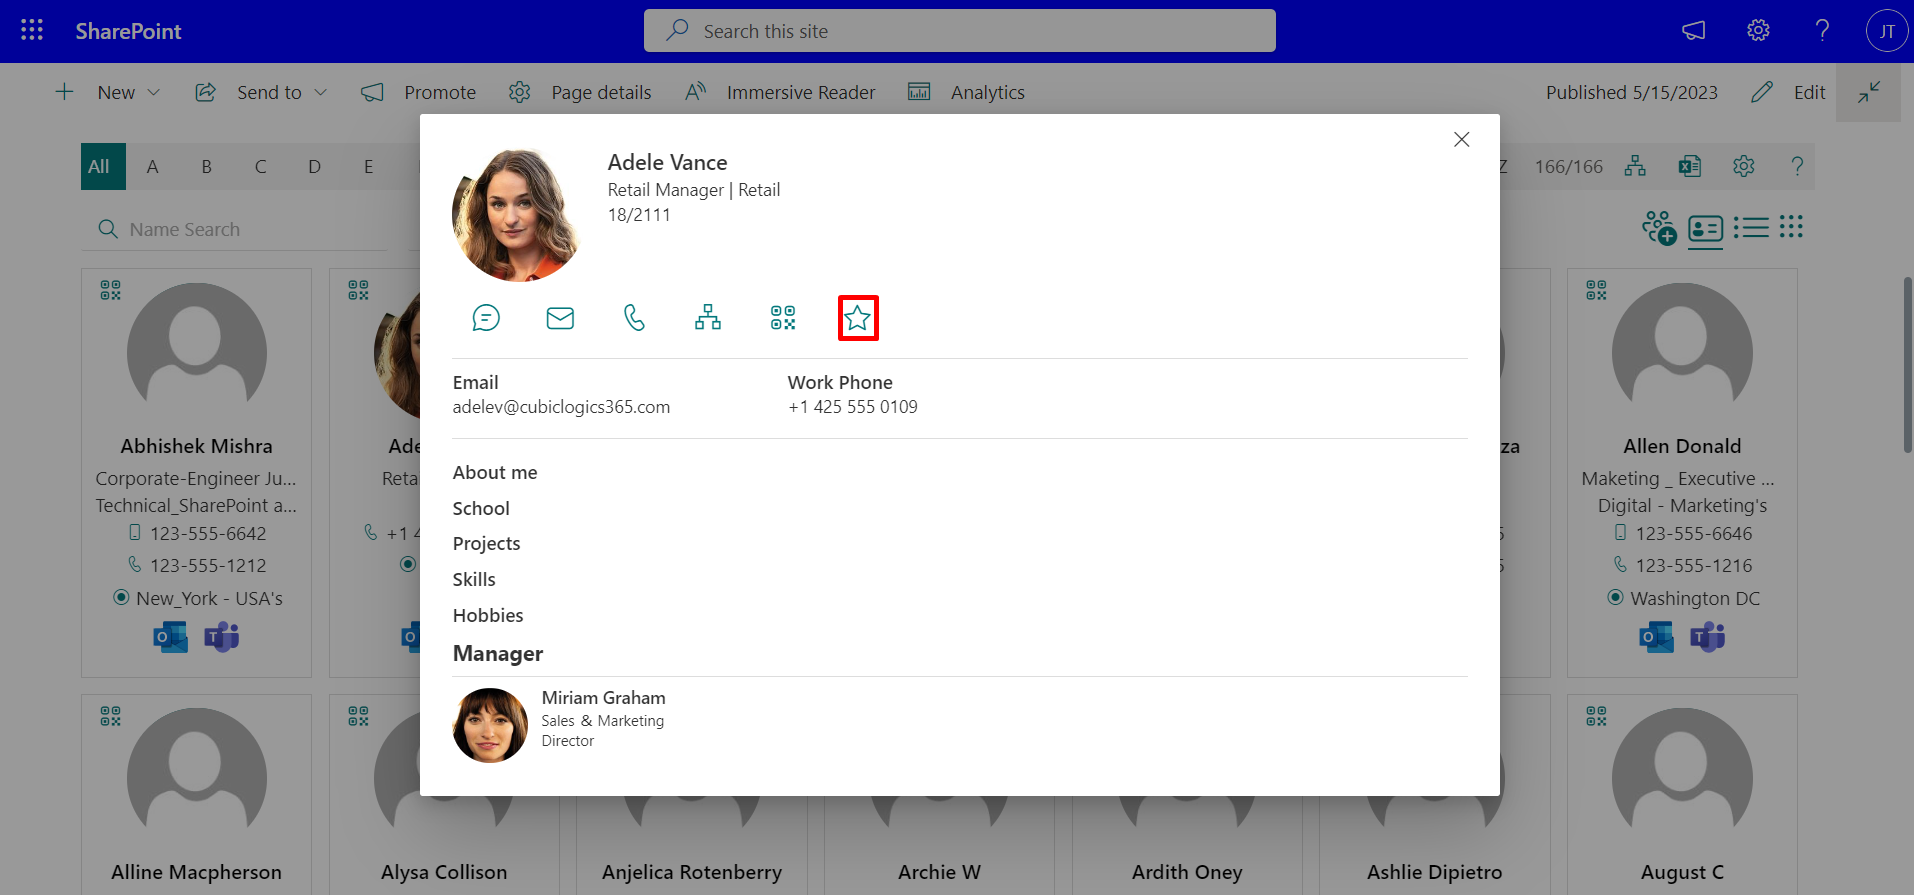 SharePoint
Search this site
JT
New
Send to
Promote
Page details
Immersive Reader
Analytics
Published 5/15/2023
Edit
All A B C D E
Z 166/166
Name Search
Adele Vance
Retail Manager | Retail
18/2111
Email
adelev@cubiclogics365.com
Work Phone
+1 425 555 0109
About me
School
Projects
Skills
Hobbies
Manager
Miriam Graham
Sales & Marketing
Director
Abhishek Mishra
Corporate-Engineer Ju...
Technical_SharePoint a...
123-555-6642
123-555-1212
New_York - USA's
Ade
Reta
+1 4
za
Allen Donald
Maketing _ Executive ...
Digital - Marketing's
123-555-6646
123-555-1216
Washington DC
Alline Macpherson
Alysa Collison
Anjelica Rotenberry
Archie W
Ardith Oney
Ashlie Dipietro
August C